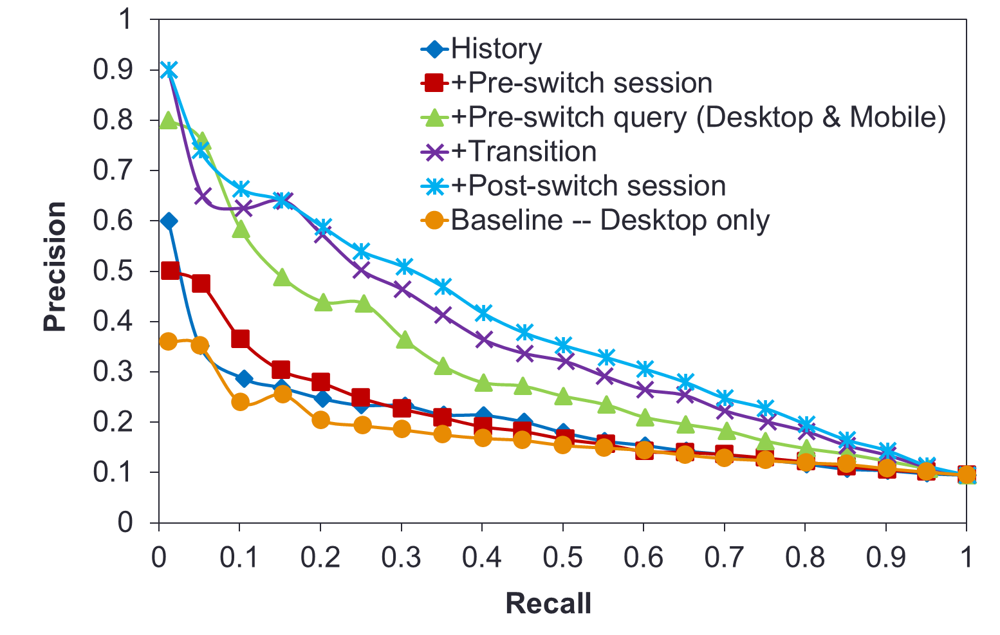 1
0.9
0.8
0.7
0.6
0.5
0.4
0.3
0.2
0.1
0
Precision
History
+Pre-switch session
+Pre-switch query (Desktop & Mobile)
+Transition
+Post-switch session
Baseline -- Desktop only
0 0.1 0.2 0.3 0.4 0.5 0.6 0.7 0.8 0.9 1
Recall